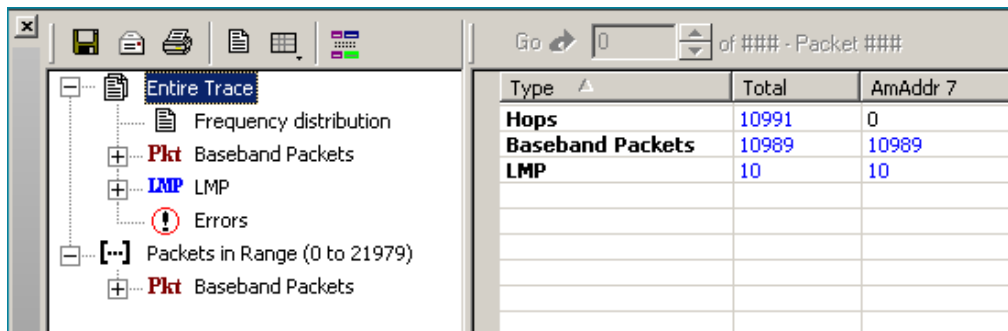 Go 0 of ### - Packet ###
Entire Trace
Frequency distribution
Pkt Baseband Packets
LMP LMP
Errors
Packets in Range (0 to 21979)
Pkt Baseband Packets
Type Total AmAddr 7
Hops 10991 0
Baseband Packets 10989 10989
LMP 10 10